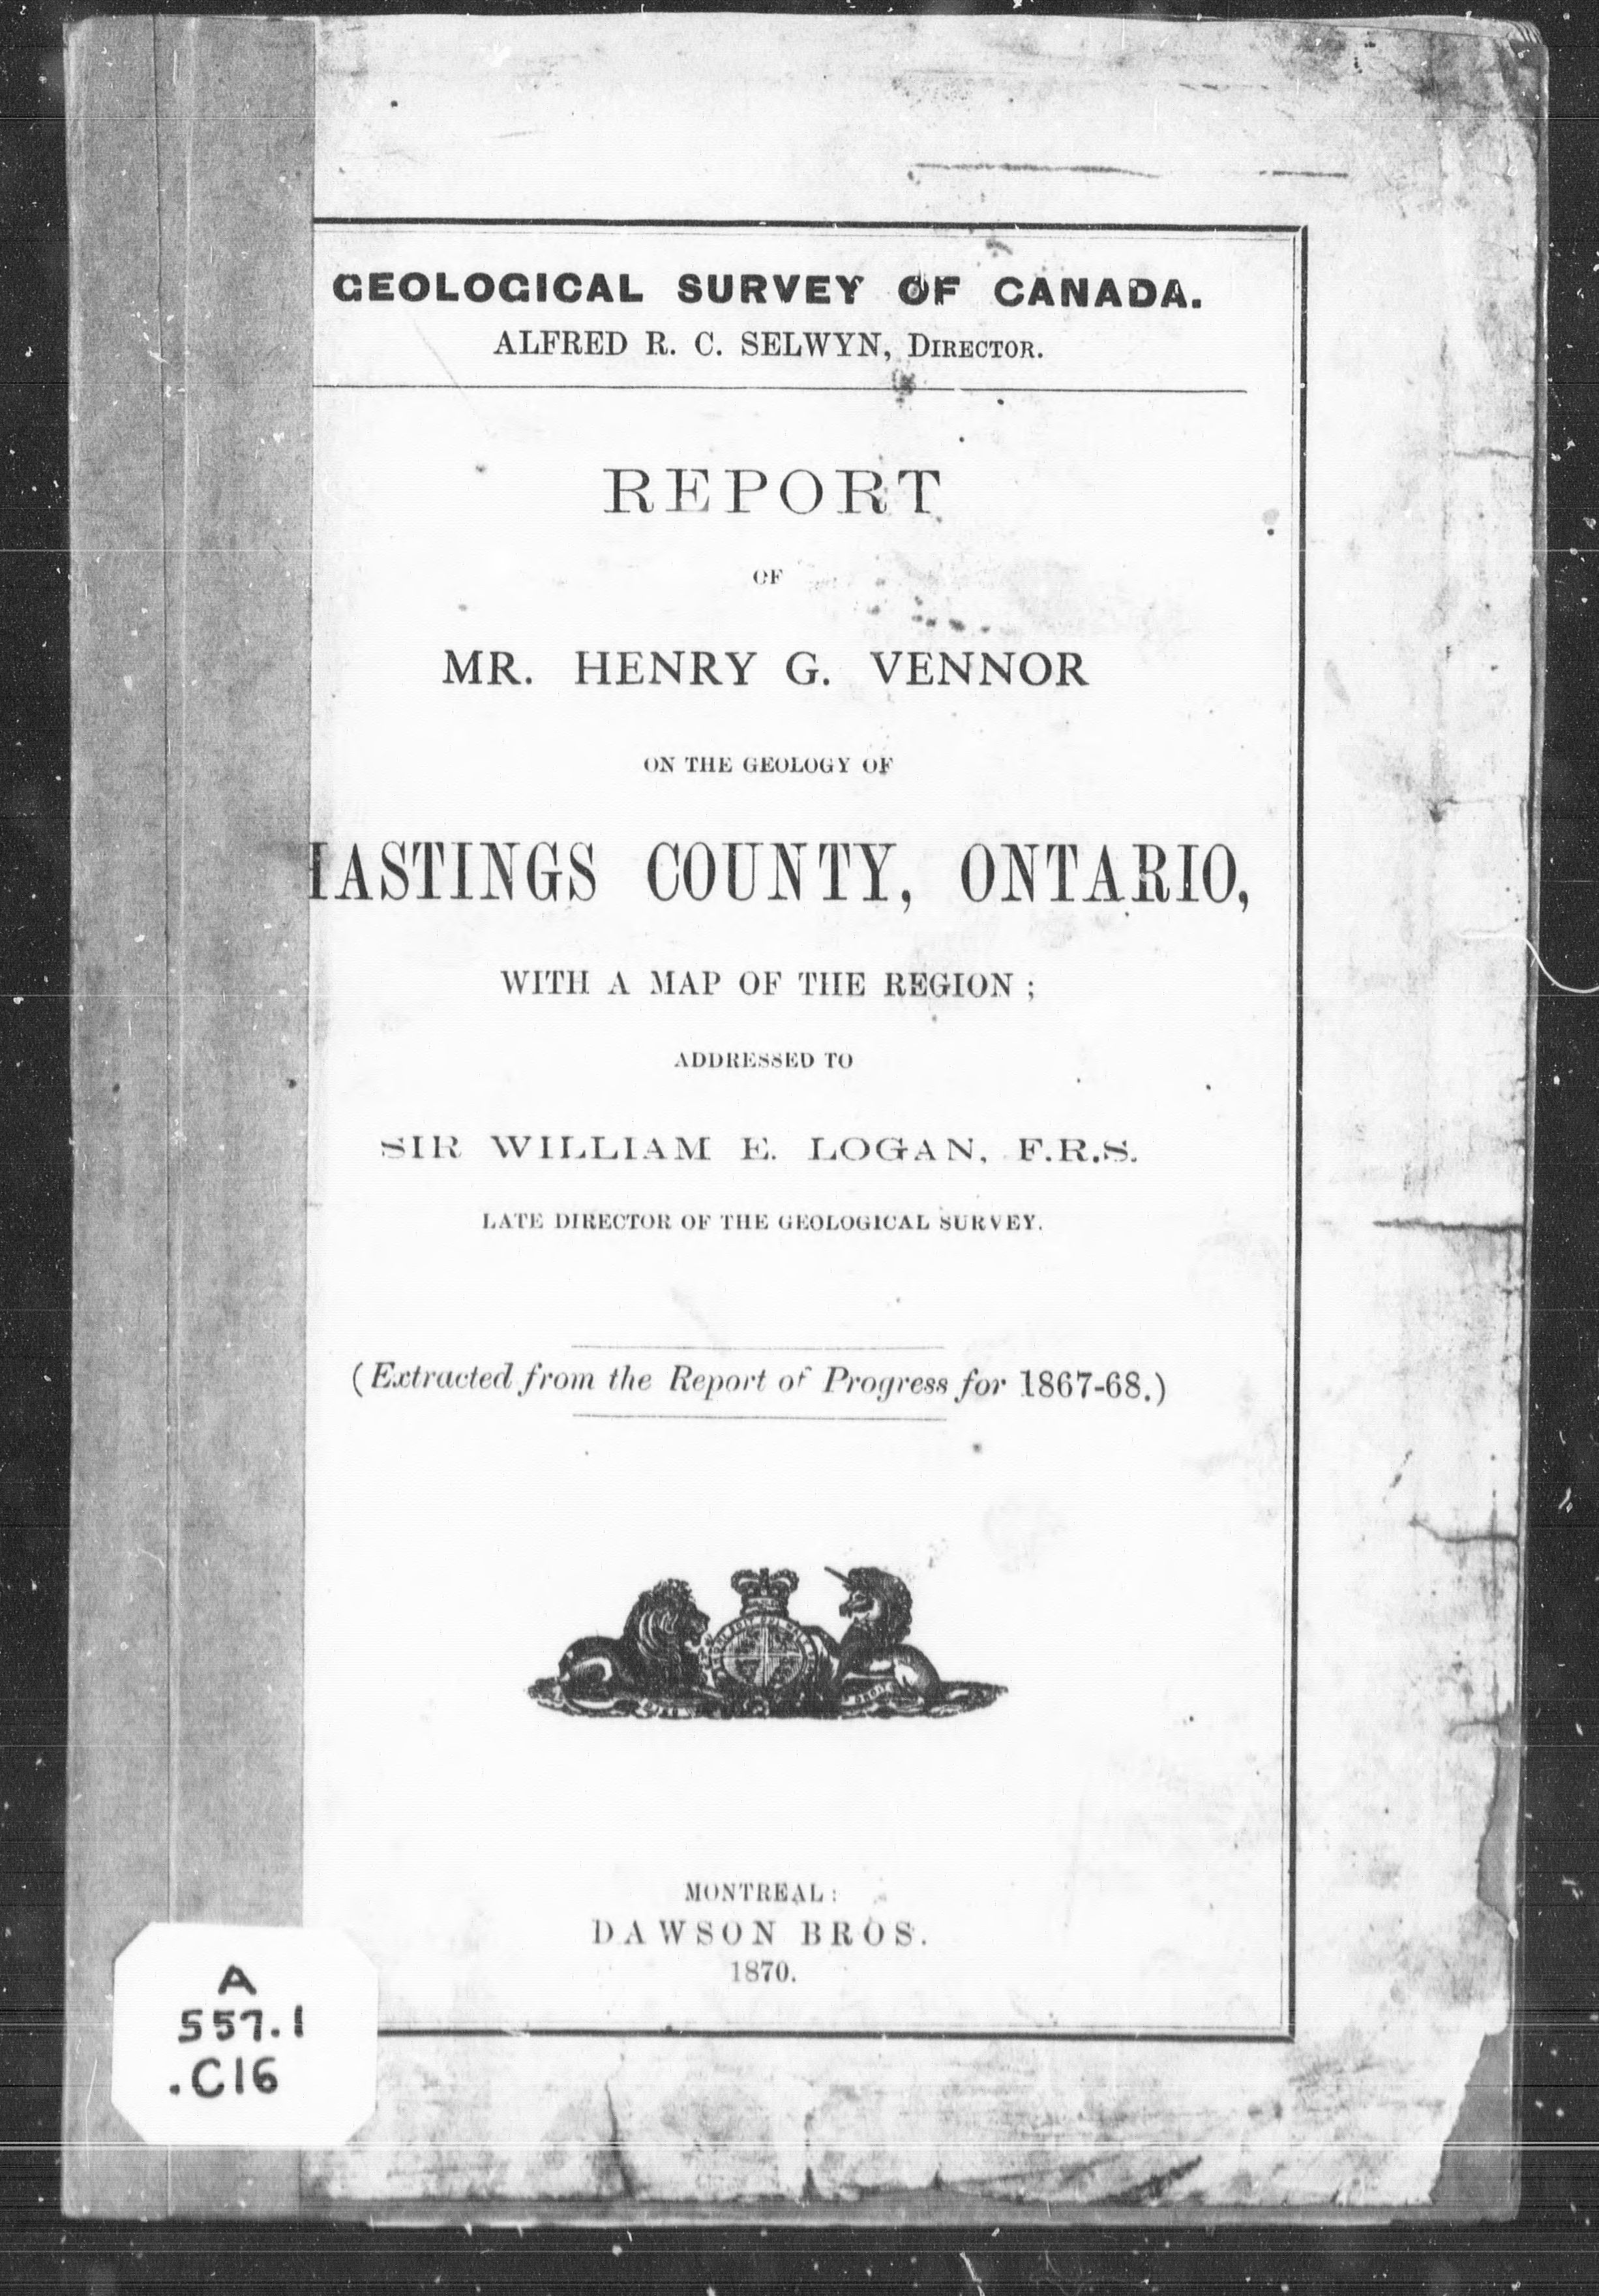 GEOLOGICAL SURVEY OF CANADA.
ALFRED R. C. SELWYN, DIRECTOR.
REPORT
OF
MR. HENRY G. VENNOR
ON THE GEOLOGY OF
HASTINGS COUNTY, ONTARIO,
WITH A MAP OF THE REGION ;
ADDRESSED TO
SIR WILLIAM E. LOGAN, F.R.S.
LATE DIRECTOR OF THE GEOLOGICAL SURVEY.
(Extracted from the Report of Progress for 1867-68.)
MONTREAL:
DAWSON BROS.
1870.
A
557.1
.C16